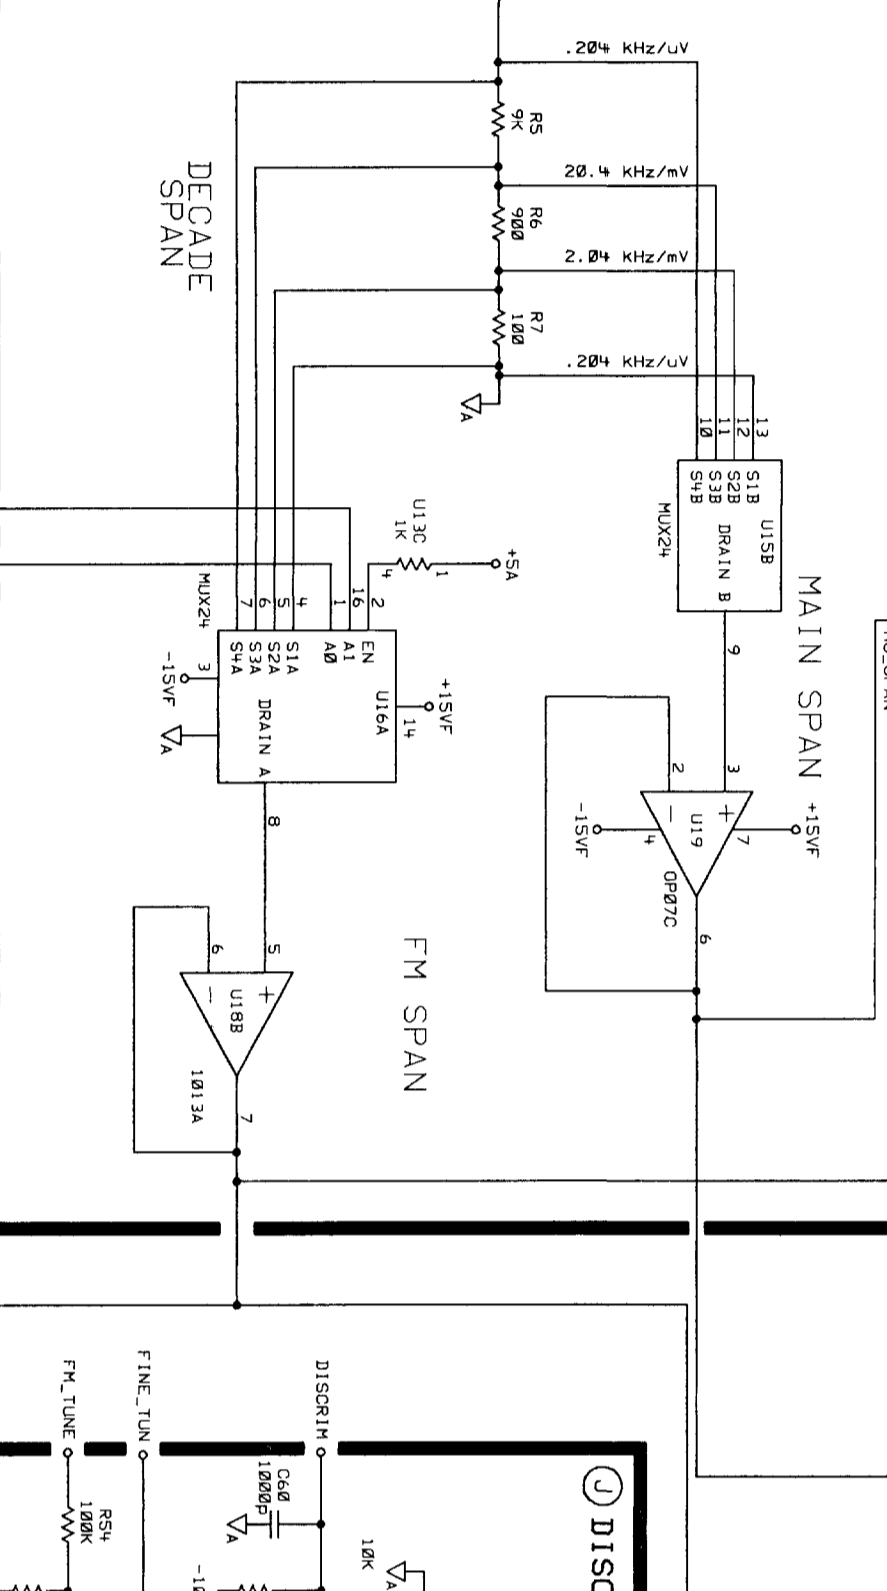 .204 kHz/uV
R5
9K
20.4 kHz/mV
R6
900
2.04 kHz/mV
R7
100
.204 kHz/uV
DECADE
SPAN
A
10
11
12
13
S4B
S3B
S2B
S1B
DRAIN B
U15B
MUX24
MAIN SPAN
9
U13C
1K
4
1
+5A
MUX24
7
6
5
4
1
16
2
S4A
S3A
S2A
S1A
A0
A1
EN
DRAIN A
U16A
3
-15VF
A
+15VF
14
8
2
3
-
+
U19
4
7
-15VF
+15VF
OP07C
6
FM SPAN
6
5
-
+
U18B
1013A
7
FM_TUNE
FINE_TUN
DISCRIM
R54
100K
C60
1000P
A
10K
A
-10
J DISC